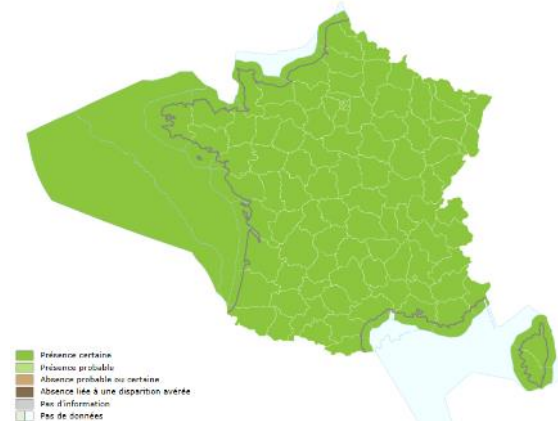 Présence certaine
Présence probable
Absence probable ou certaine
Absence liée à une disparition avérée
Pas d'information
Pas de données